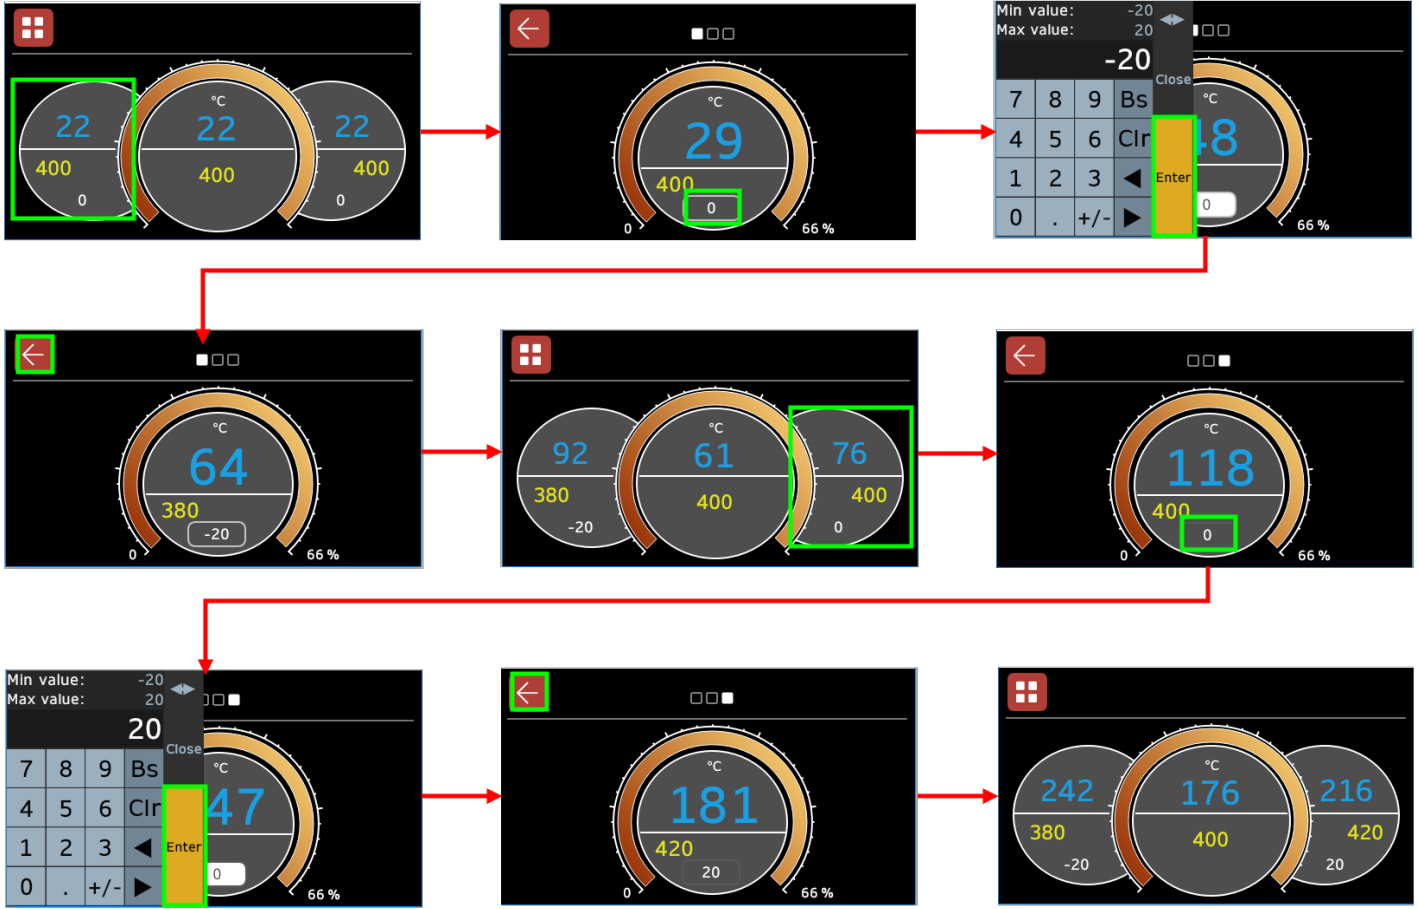 °C
22 22 22
400 400 400
0 0
°C
29
400
0
0 66 %
Min value: -20
Max value: 20
-20
Close
7 8 9 Bs
4 5 6 Clr
1 2 3
Enter
0 . +/-
°C
48
0
66 %
°C
64
380
-20
0 66 %
°C
92 61 76
380 400 400
-20 0
°C
118
400
0
0 66 %
Min value: -20
Max value: 20
20
Close
7 8 9 Bs
4 5 6 Clr
1 2 3
Enter
0 . +/-
°C
47
0
66 %
°C
181
420
20
0 66 %
°C
242 176 216
380 400 420
-20 20